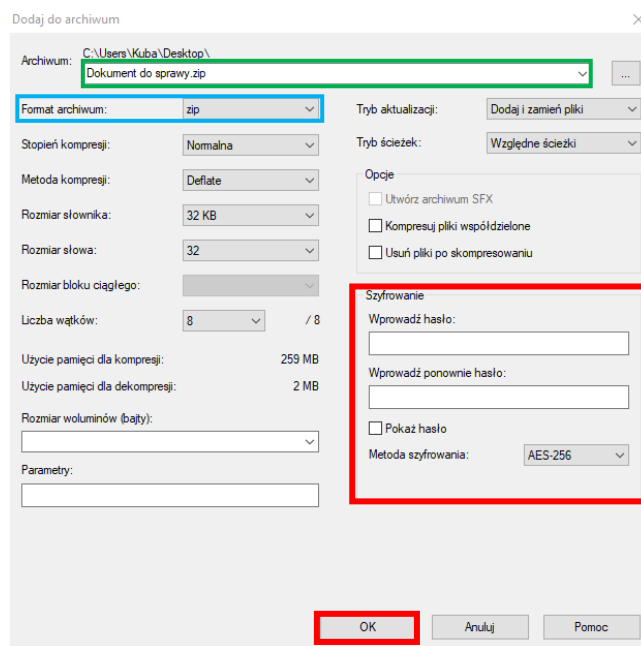 Dodaj do archiwum
Archiwum:
C:\Users\Kuba\Desktop\
Dokument do sprawy.zip
...
Format archiwum:
zip
Stopień kompresji:
Normalna
Metoda kompresji:
Deflate
Rozmiar słownika:
32 KB
Rozmiar słowa:
32
Rozmiar bloku ciągłego:
Liczba wątków:
8
/ 8
Użycie pamięci dla kompresji:
259 MB
Użycie pamięci dla dekompresji:
2 MB
Rozmiar woluminów (bajty):
Parametry:
Tryb aktualizacji:
Dodaj i zamień pliki
Tryb ścieżek:
Względne ścieżki
Opcje
Utwórz archiwum SFX
Kompresuj pliki współdzielone
Usuń pliki po skompresowaniu
Szyfrowanie
Wprowadź hasło:
Wprowadź ponownie hasło:
Pokaż hasło
Metoda szyfrowania:
AES-256
OK
Anuluj
Pomoc